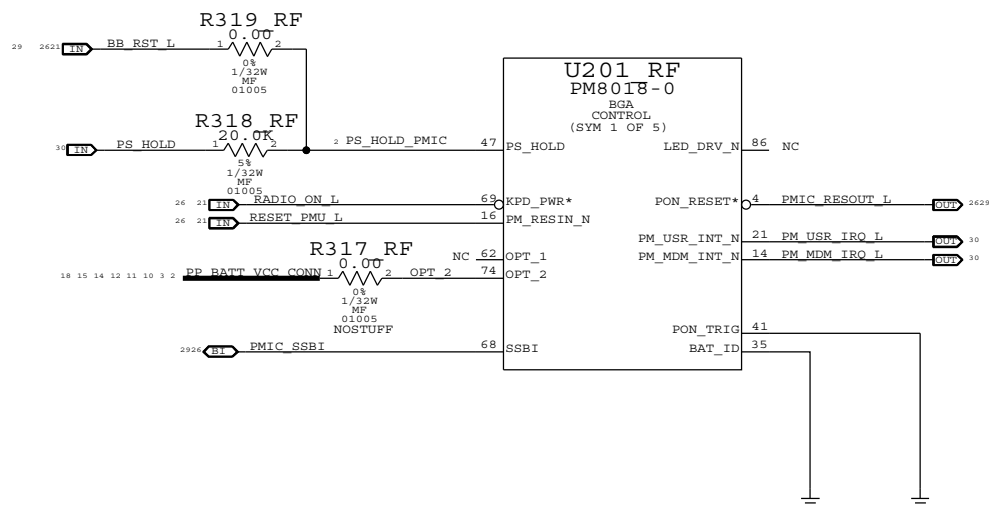 R319_RF
29 2621 IN BB_RST_L 1 0.00 2
0%
1/32W
MF
01005
R318_RF
30 IN PS_HOLD 1 20.0K 2 2 PS_HOLD_PMIC 47 PS_HOLD
5%
1/32W
MF
01005
U201_RF
PM8018-0
BGA
CONTROL
(SYM 1 OF 5)
LED_DRV_N 86 NC
26 21 IN RADIO_ON_L 69 KPD_PWR*
PON_RESET* 4 PMIC_RESOUT_L OUT 2629
26 21 IN RESET_PMU_L 16 PM_RESIN_N
PM_USR_INT_N 21 PM_USR_IRQ_L OUT 30
PM_MDM_INT_N 14 PM_MDM_IRQ_L OUT 30
NC 62 OPT_1
R317_RF
18 15 14 12 11 10 3 2 PP_BATT_VCC_CONN 1 0.00 2 OPT_2 74 OPT_2
0%
1/32W
MF
01005
NOSTUFF
PON_TRIG 41
2926 BI PMIC_SSBI 68 SSBI
BAT_ID 35